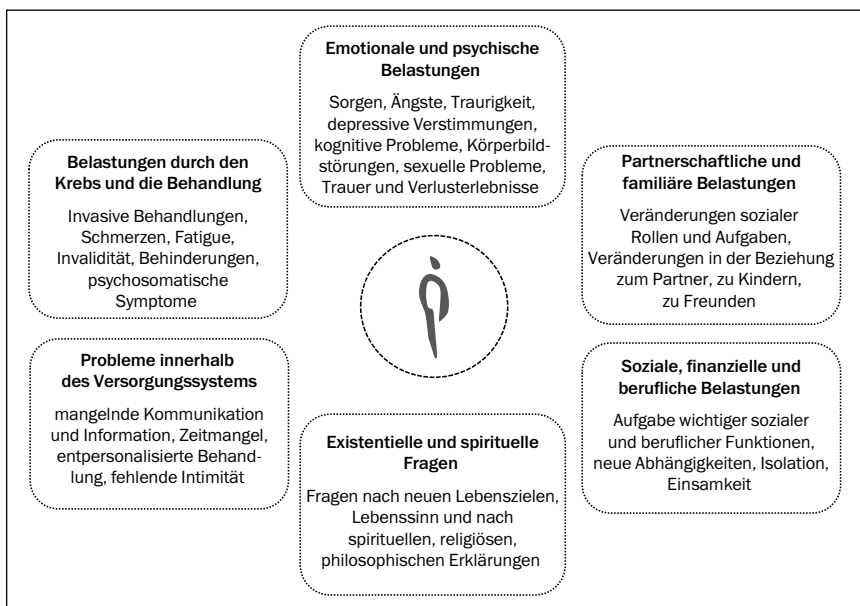 Emotionale und psychische
Belastungen
Sorgen, Ängste, Traurigkeit,
depressive Verstimmungen,
kognitive Probleme, Körperbild-
störungen, sexuelle Probleme,
Trauer und Verlusterlebnisse
Belastungen durch den
Krebs und die Behandlung
Invasive Behandlungen,
Schmerzen, Fatigue,
Invalidität, Behinderungen,
psychosomatische
Symptome
Partnerschaftliche und
familiäre Belastungen
Veränderungen sozialer
Rollen und Aufgaben,
Veränderungen in der Beziehung
zum Partner, zu Kindern,
zu Freunden
Probleme innerhalb
des Versorgungssystems
mangelnde Kommunikation
und Information, Zeitmangel,
entpersonalisierte Behand-
lung, fehlende Intimität
Existentielle und spirituelle
Fragen
Fragen nach neuen Lebenszielen,
Lebenssinn und nach
spirituellen, religiösen,
philosophischen Erklärungen
Soziale, finanzielle und
berufliche Belastungen
Aufgabe wichtiger sozialer
und beruflicher Funktionen,
neue Abhängigkeiten, Isolation,
Einsamkeit